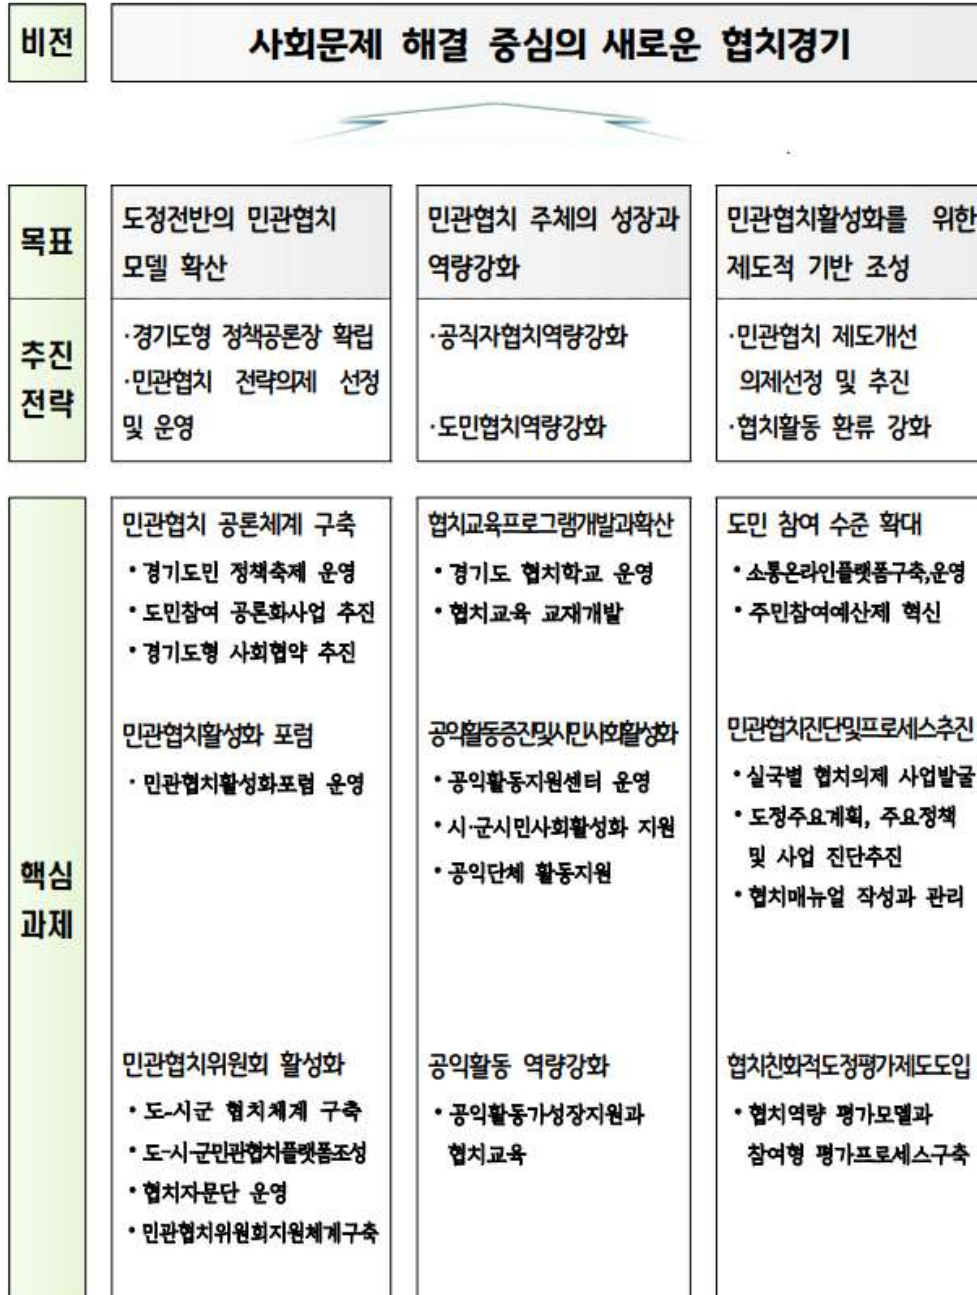 비전
사회문제 해결 중심의 새로운 협치경기
목표
도정전반의 민관협치
모델 확산
민관협치 주체의 성장과
역량강화
민관협치활성화를 위한
제도적 기반 조성
추진
전략
·경기도형 정책공론장 확립
·민관협치 전략의제 선정
및 운영
·공직자협치역량강화
·도민협치역량강화
·민관협치 제도개선
의제선정 및 추진
·협치활동 환류 강화
핵심
과제
민관협치 공론체계 구축
• 경기도민 정책축제 운영
• 도민참여 공론화사업 추진
• 경기도형 사회협약 추진
민관협치활성화 포럼
· 민관협치활성화포럼 운영
민관협치위원회 활성화
• 도-시군 협치체계 구축
• 도-시·군민관협치플랫폼조성
• 협치자문단 운영
• 민관협치위원회지원체계구축
협치교육프로그램개발과확산
• 경기도 협치학교 운영
• 협치교육 교재개발
공익활동증진및시민사회활성화
• 공익활동지원센터 운영
• 시·군시민사회활성화 지원
• 공익단체 활동지원
공익활동 역량강화
• 공익활동가성장지원과
협치교육
도민 참여 수준 확대
• 소통온라인플랫폼구축,운영
• 주민참여예산제 혁신
민관협치진단및프로세스추진
• 실국별 협치의제 사업발굴
• 도정주요계획, 주요정책
및 사업 진단추진
• 협치매뉴얼 작성과 관리
협치친화적도정평가제도도입
• 협치역량 평가모델과
참여형 평가프로세스구축